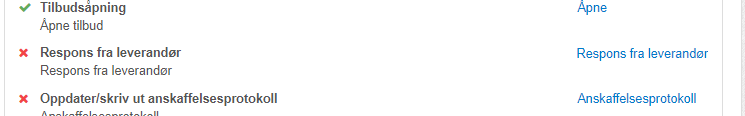 Tilbudsåpning Åpne
Åpne tilbud
Respons fra leverandør Respons fra leverandør
Respons fra leverandør
Oppdater/skriv ut anskaffelsesprotokoll Anskaffelsesprotokoll
Anskaffelsesprotokoll